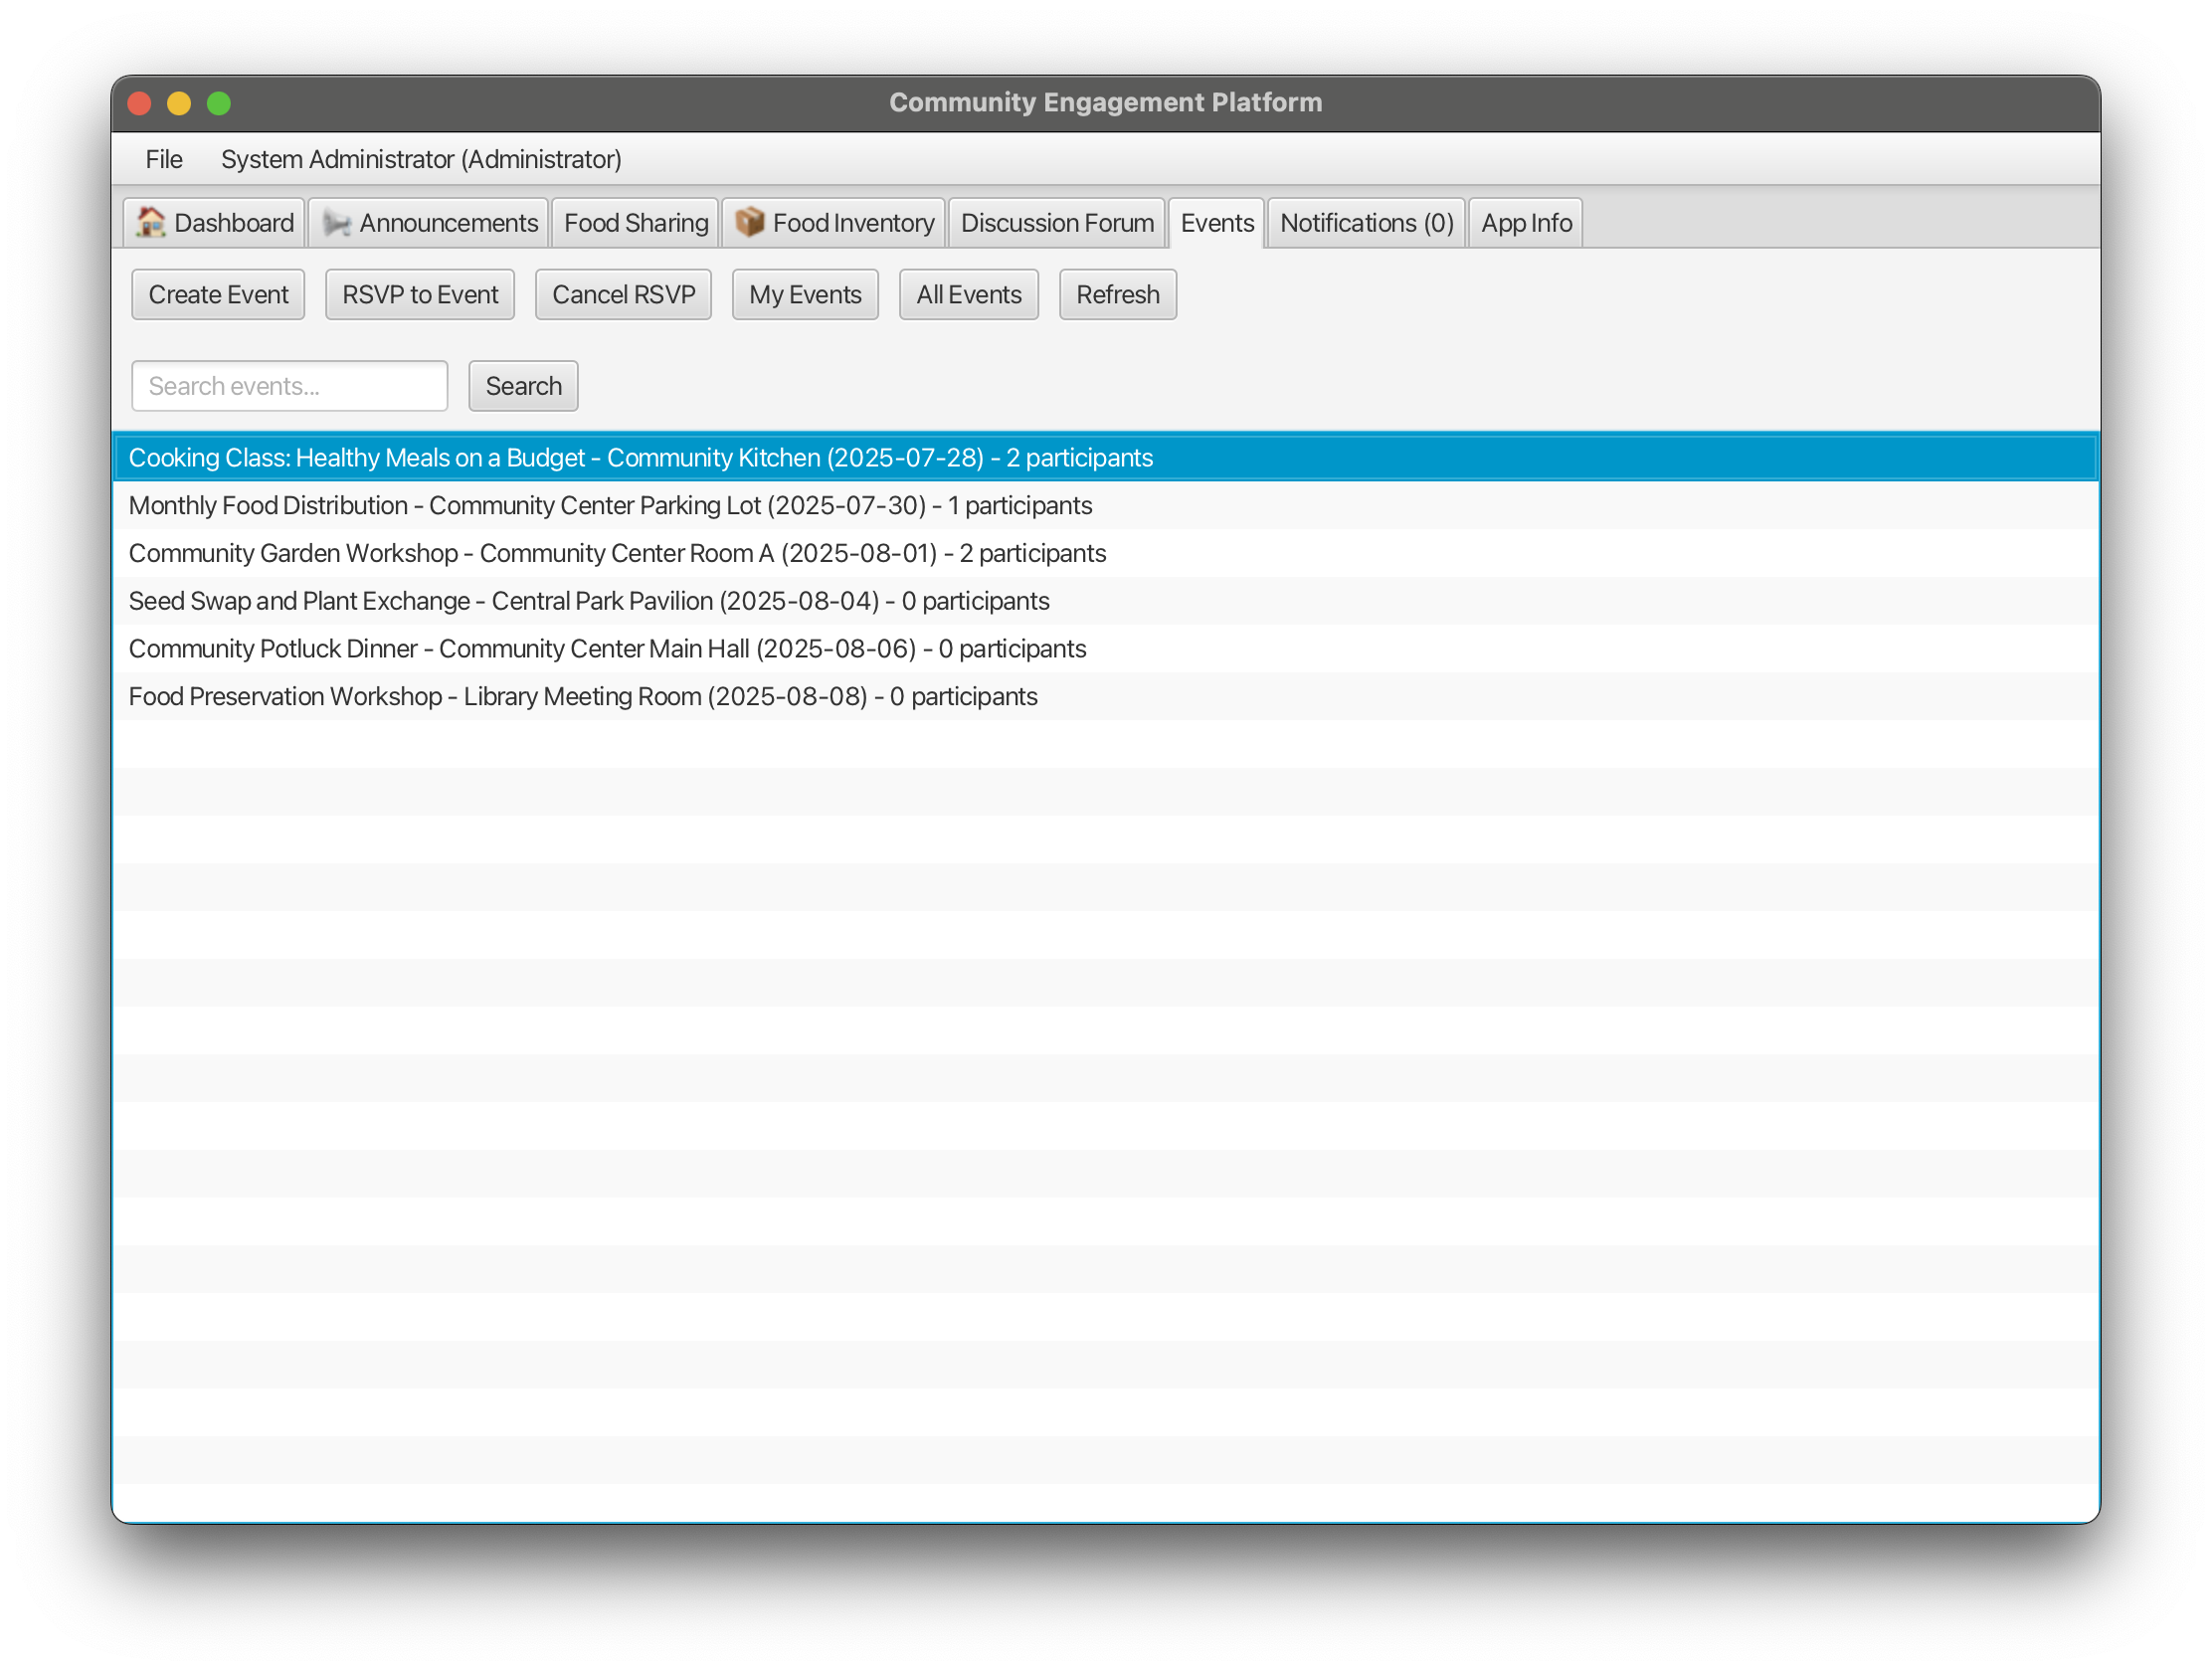 Community Engagement Platform
File System Administrator (Administrator)
Dashboard Announcements Food Sharing Food Inventory Discussion Forum Events Notifications (0) App Info
Create Event RSVP to Event Cancel RSVP My Events All Events Refresh
Search events... Search
Cooking Class: Healthy Meals on a Budget - Community Kitchen (2025-07-28) - 2 participants
Monthly Food Distribution - Community Center Parking Lot (2025-07-30) - 1 participants
Community Garden Workshop - Community Center Room A (2025-08-01) - 2 participants
Seed Swap and Plant Exchange - Central Park Pavilion (2025-08-04) - 0 participants
Community Potluck Dinner - Community Center Main Hall (2025-08-06) - 0 participants
Food Preservation Workshop - Library Meeting Room (2025-08-08) - 0 participants